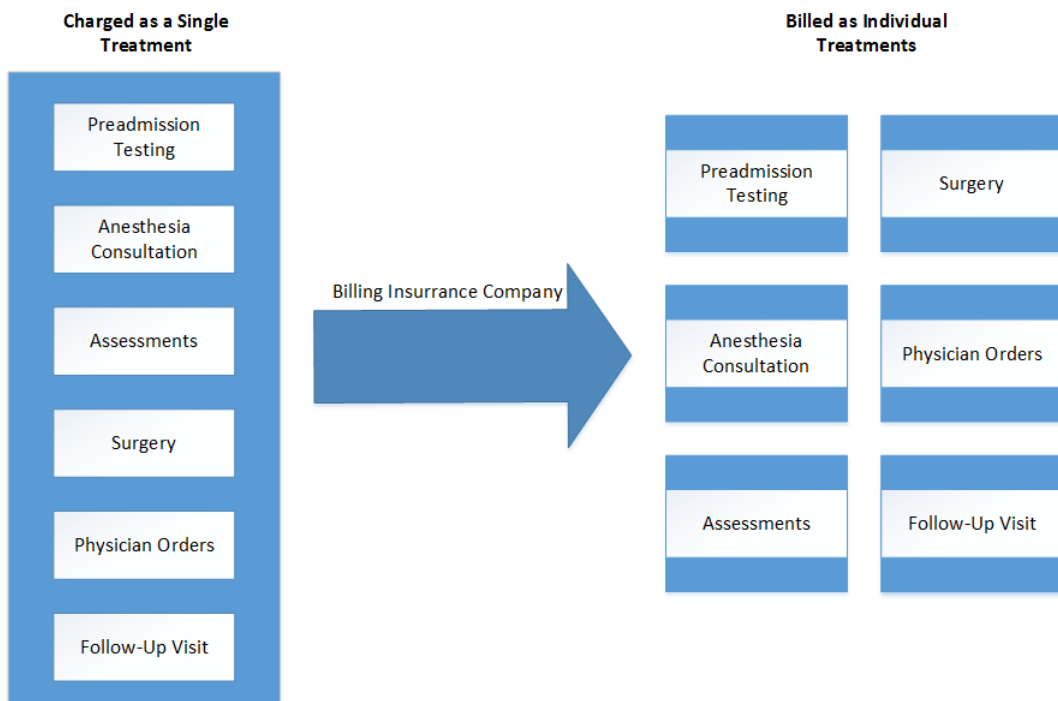 Charged as a Single
Treatment
Preadmission
Testing
Anesthesia
Consultation
Assessments
Surgery
Physician Orders
Follow-Up Visit
Billing Insurrance Company
Billed as Individual
Treatments
Preadmission
Testing
Surgery
Anesthesia
Consultation
Physician Orders
Assessments
Follow-Up Visit